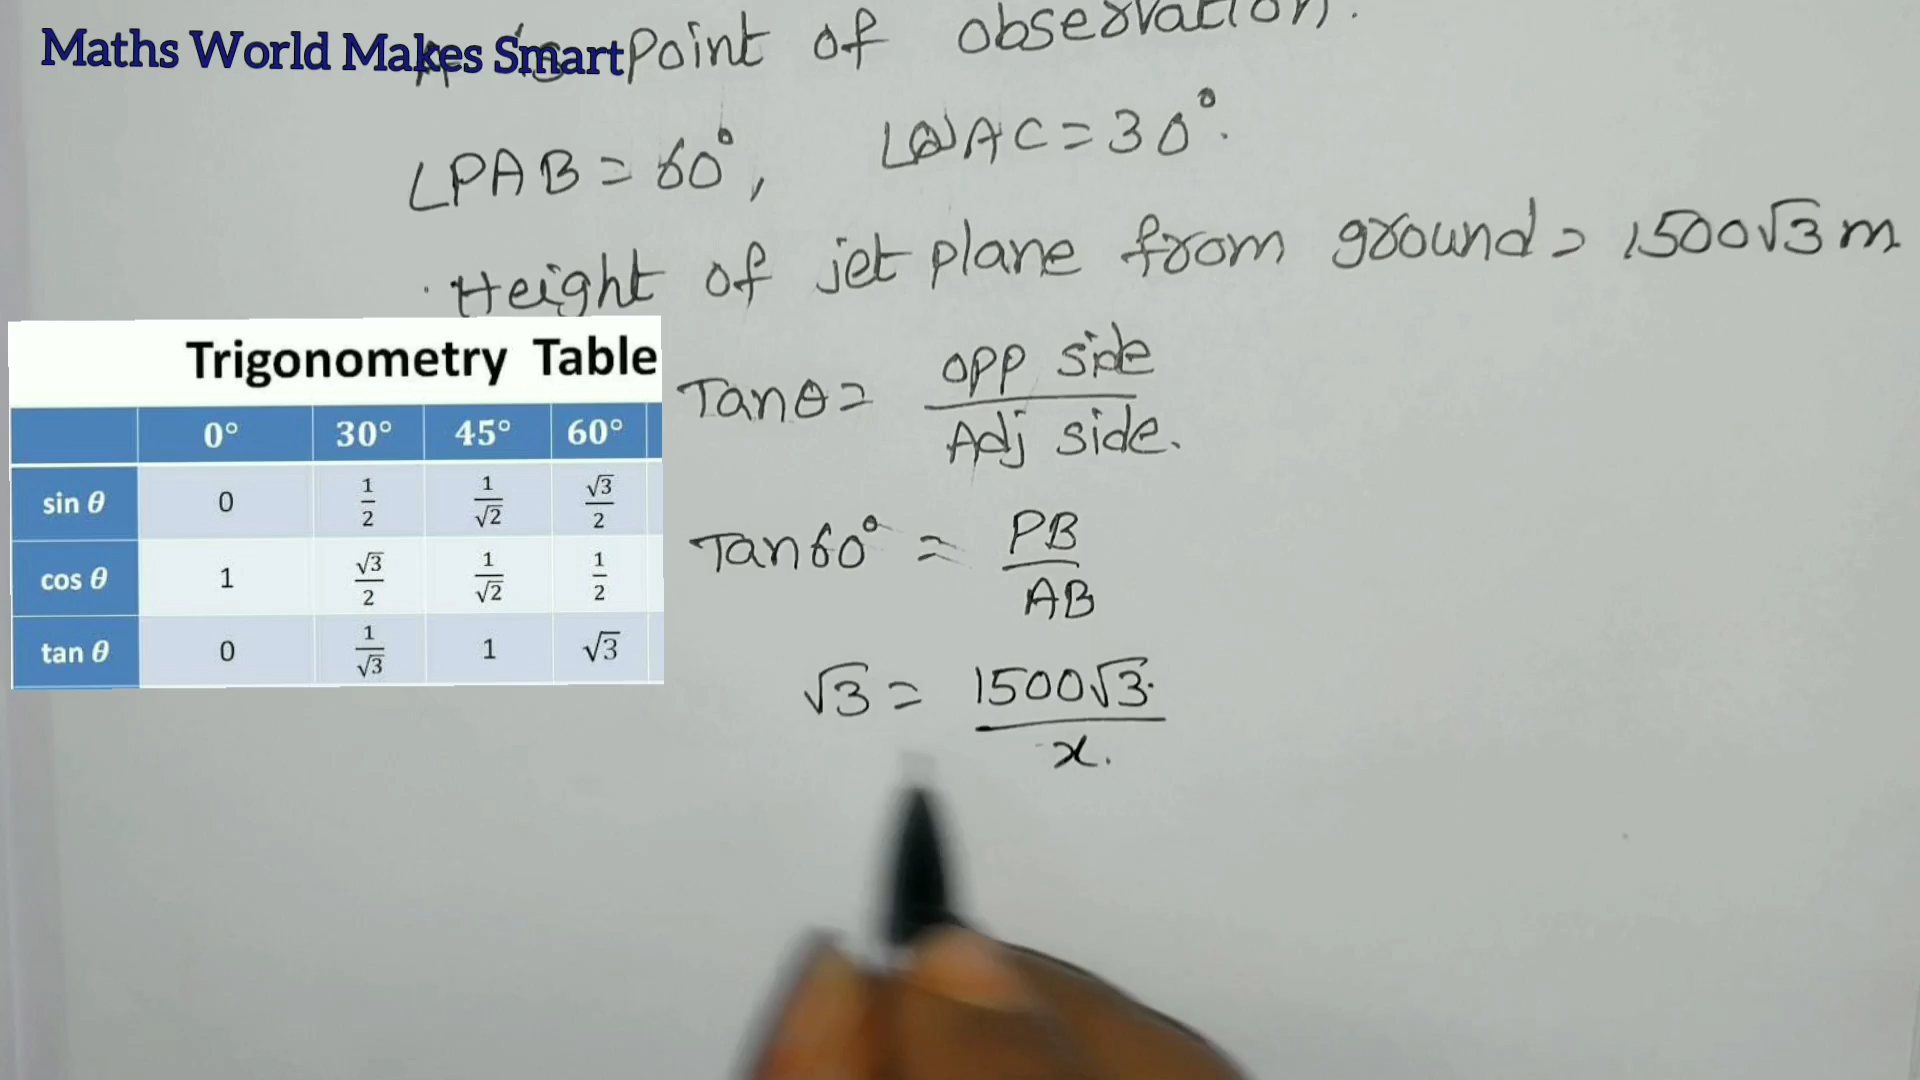 Maths World Makes Smart
A is point of observation.
∠PAB = 60°, ∠QAC = 30°.
Height of jet plane from ground = 1500√3 m
Trigonometry Table
0° 30° 45° 60°
sin θ 0 1/2 1/√2 √3/2
cos θ 1 √3/2 1/√2 1/2
tan θ 0 1/√3 1 √3
Tanθ = opp side / Adj side.
Tan60° = PB / AB
√3 = 1500√3 / x.